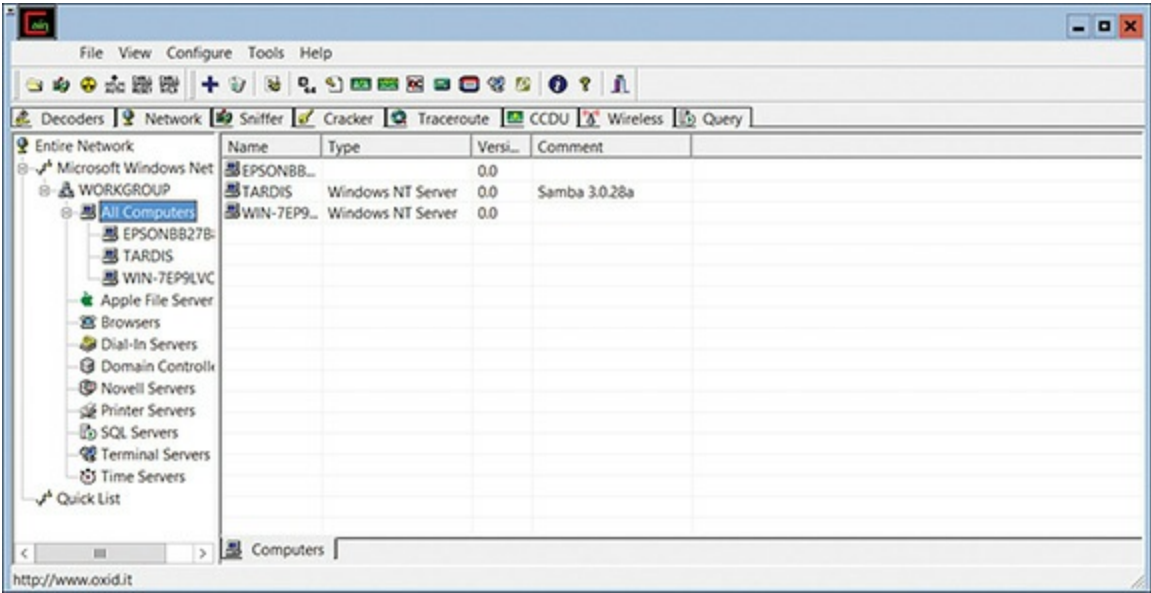 Cain
File View Configure Tools Help
Decoders Network Sniffer Cracker Traceroute CCDU Wireless Query
Entire Network
Microsoft Windows Net
WORKGROUP
All Computers
EPSONBB27B
TARDIS
WIN-7EP9LVC
Apple File Server
Browsers
Dial-In Servers
Domain Controlle
Novell Servers
Printer Servers
SQL Servers
Terminal Servers
Time Servers
Quick List
Name Type Versi... Comment
EPSONBB... 0.0
TARDIS Windows NT Server 0.0 Samba 3.0.28a
WIN-7EP9... Windows NT Server 0.0
Computers
http://www.oxid.it